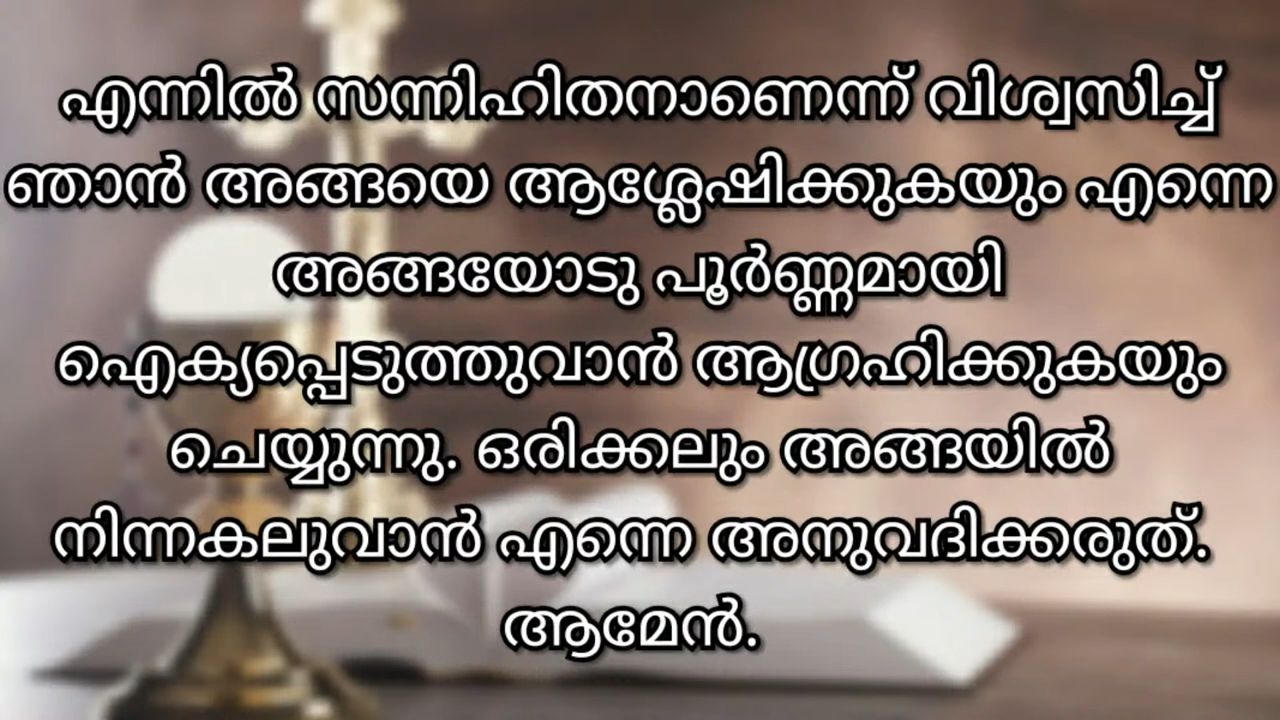 എന്നിൽ സന്നിഹിതനാണെന്ന് വിശ്വസിച്ച്
ഞാൻ അങ്ങയെ ആശ്ലേഷിക്കുകയും എന്നെ
അങ്ങയോടു പൂർണ്ണമായി
ഐക്യപ്പെടുത്തുവാൻ ആഗ്രഹിക്കുകയും
ചെയ്യുന്നു. ഒരിക്കലും അങ്ങയിൽ
നിന്നകലുവാൻ എന്നെ അനുവദിക്കരുത്.
ആമേൻ.